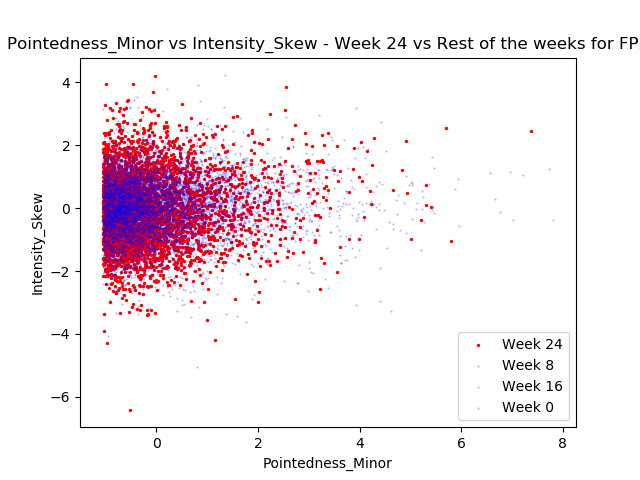 Pointedness_Minor vs Intensity_Skew - Week 24 vs Rest of the weeks for FP
Intensity_Skew
4
2
0
−2
−4
−6
0 2 4 6 8
Pointedness_Minor
Week 24
Week 8
Week 16
Week 0